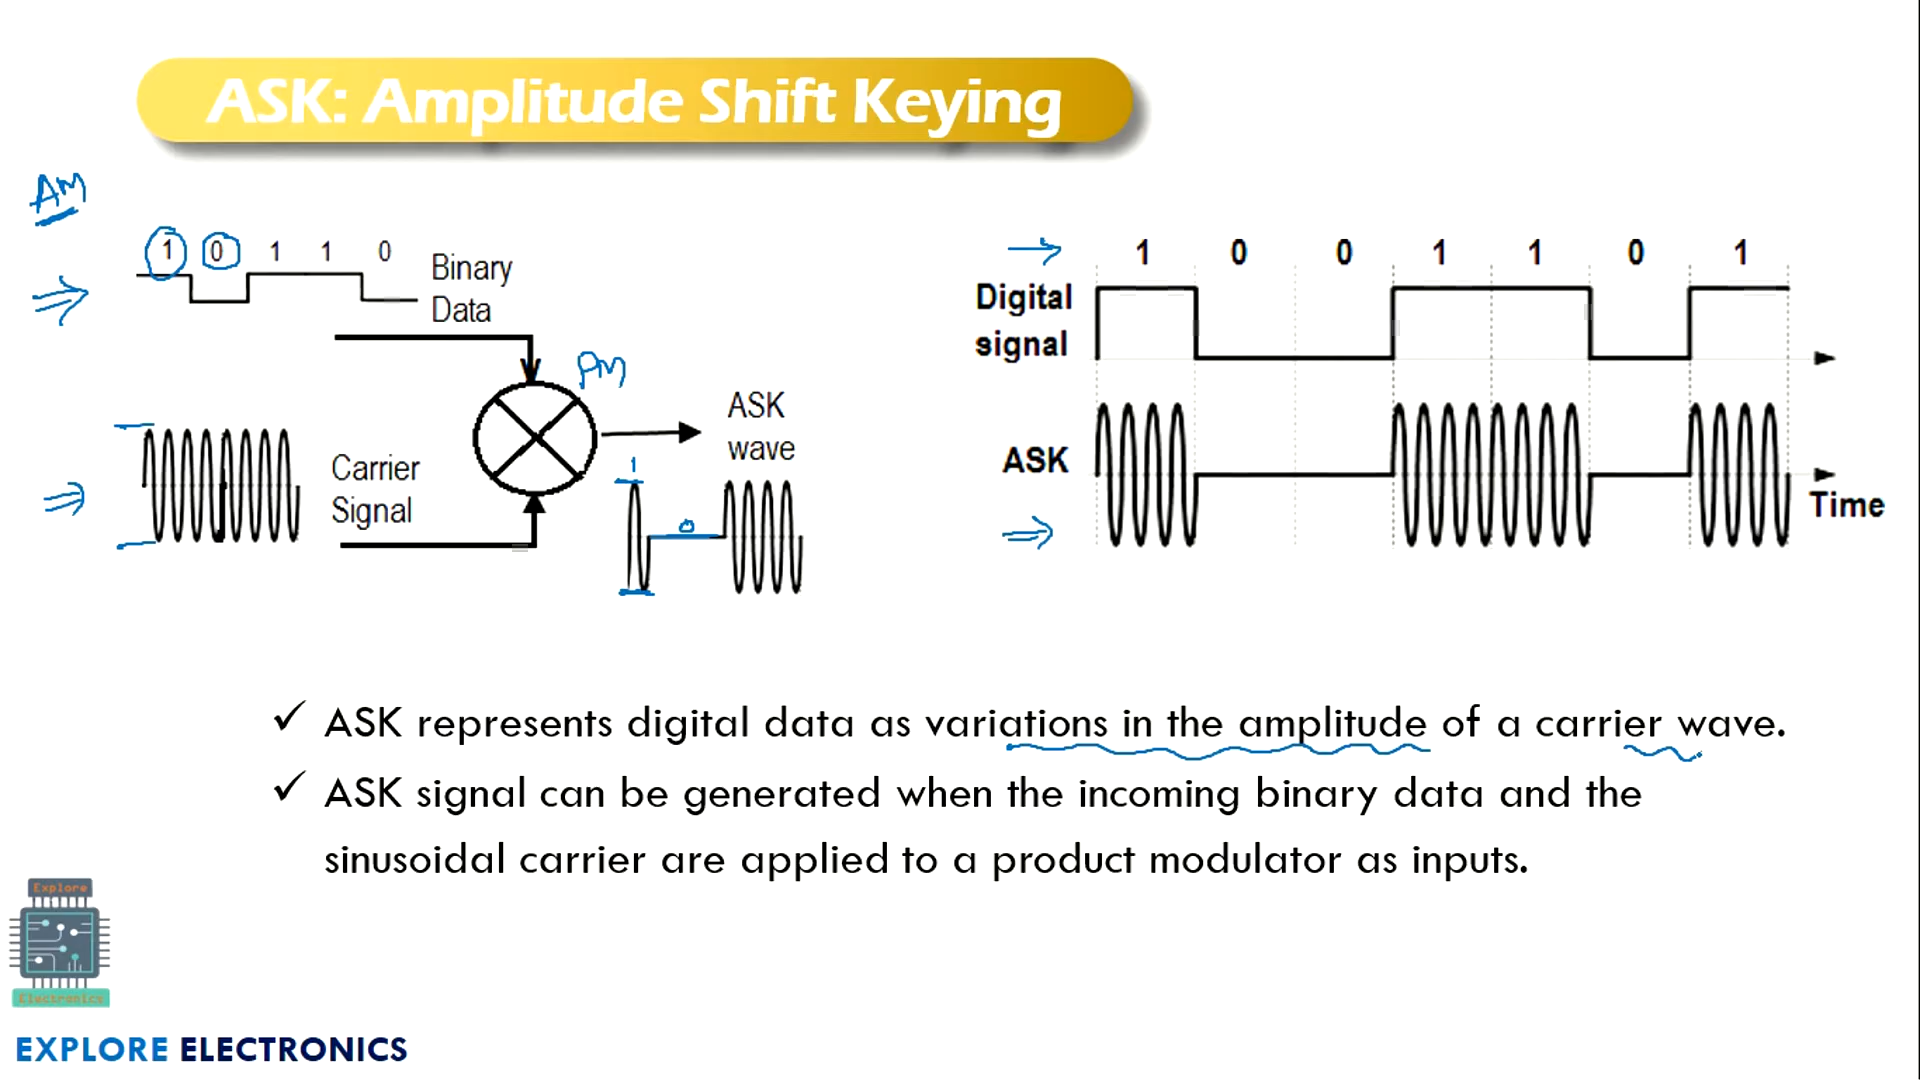 ASK: Amplitude Shift Keying
AM
1 0 1 1 0
Binary
Data
PM
ASK
wave
Carrier
Signal
1
0
1 0 0 1 1 0 1
Digital
signal
ASK
Time
✓ ASK represents digital data as variations in the amplitude of a carrier wave.
✓ ASK signal can be generated when the incoming binary data and the
sinusoidal carrier are applied to a product modulator as inputs.
Explore
Electronics
EXPLORE ELECTRONICS